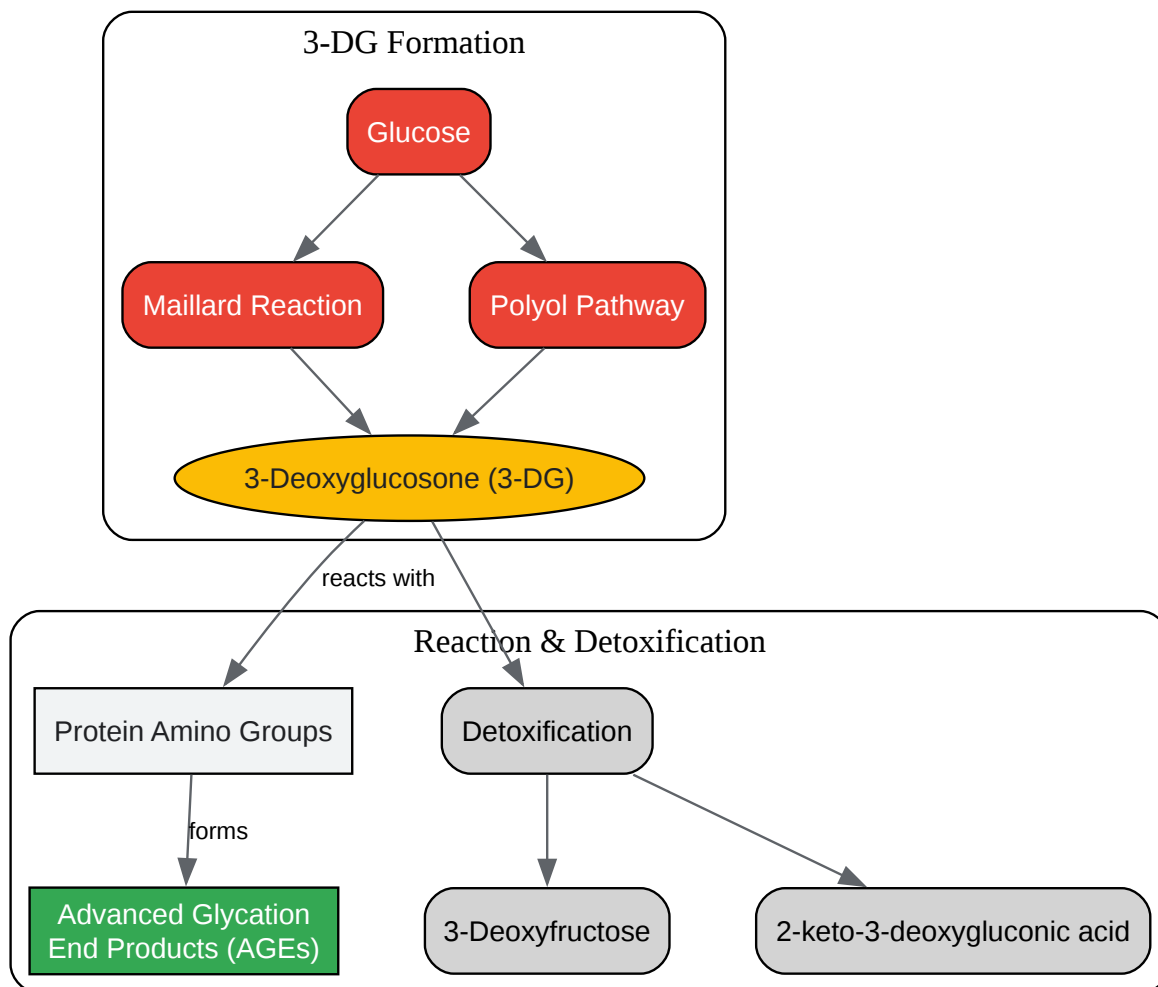 3-DG Formation
Glucose
Maillard Reaction
Polyol Pathway
3-Deoxyglucosone (3-DG)
reacts with
Reaction & Detoxification
Protein Amino Groups
Detoxification
forms
Advanced Glycation
End Products (AGEs)
3-Deoxyfructose
2-keto-3-deoxygluconic acid